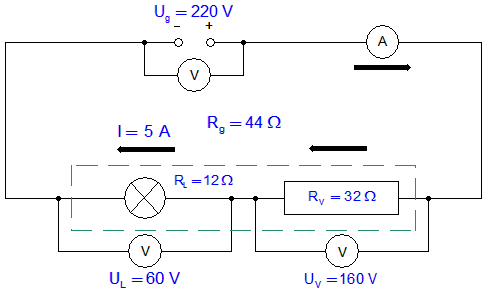 U_g = 220 V
− +
V
A
R_g = 44 Ω
I = 5 A
R_L = 12 Ω
R_V = 32 Ω
V
V
U_L = 60 V
U_V = 160 V